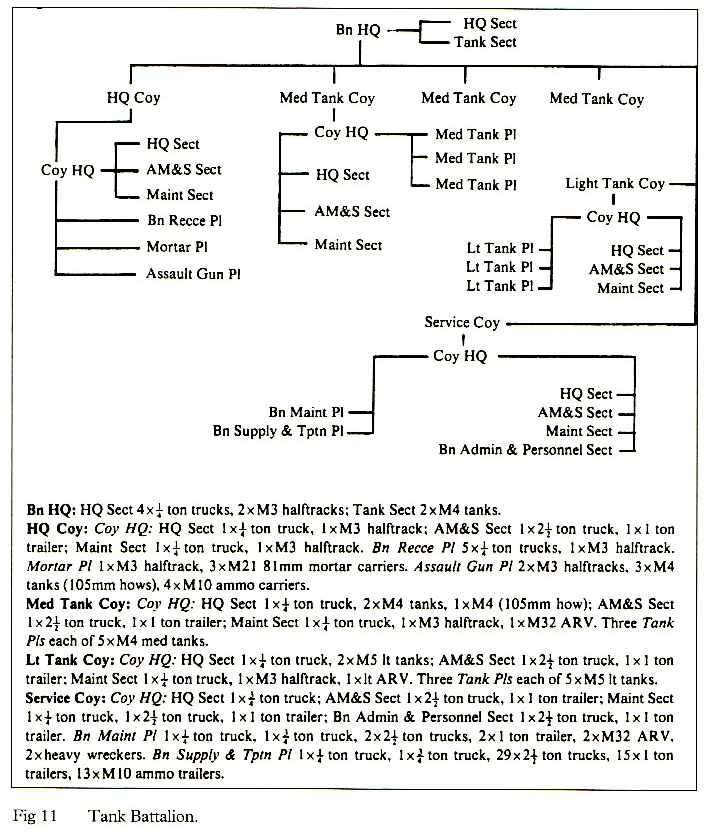 Bn HQ
HQ Sect
Tank Sect
HQ Coy
Med Tank Coy
Med Tank Coy
Med Tank Coy
Coy HQ
HQ Sect
AM&S Sect
Maint Sect
Bn Recce Pl
Mortar Pl
Assault Gun Pl
Coy HQ
HQ Sect
AM&S Sect
Maint Sect
Med Tank Pl
Med Tank Pl
Med Tank Pl
Light Tank Coy
Coy HQ
Lt Tank Pl
Lt Tank Pl
Lt Tank Pl
HQ Sect
AM&S Sect
Maint Sect
Service Coy
Coy HQ
Bn Maint Pl
Bn Supply & Tptn Pl
HQ Sect
AM&S Sect
Maint Sect
Bn Admin & Personnel Sect
Bn HQ: HQ Sect 4×¼ ton trucks, 2×M3 halftracks; Tank Sect 2×M4 tanks.
HQ Coy: Coy HQ: HQ Sect 1×¼ ton truck, 1×M3 halftrack; AM&S Sect 1×2½ ton truck, 1×1 ton
trailer; Maint Sect 1×¼ ton truck, 1×M3 halftrack. Bn Recce Pl 5×¼ ton trucks, 1×M3 halftrack.
Mortar Pl 1×M3 halftrack, 3×M21 81mm mortar carriers. Assault Gun Pl 2×M3 halftracks, 3×M4
tanks (105mm hows), 4×M10 ammo carriers.
Med Tank Coy: Coy HQ: HQ Sect 1×¼ ton truck, 2×M4 tanks, 1×M4 (105mm how); AM&S Sect
1×2½ ton truck, 1×1 ton trailer; Maint Sect 1×¼ ton truck, 1×M3 halftrack, 1×M32 ARV. Three Tank
Pls each of 5×M4 med tanks.
Lt Tank Coy: Coy HQ: HQ Sect 1×¼ ton truck, 2×M5 lt tanks; AM&S Sect 1×2½ ton truck, 1×1 ton
trailer; Maint Sect 1×¼ ton truck, 1×M3 halftrack, 1×lt ARV. Three Tank Pls each of 5×M5 lt tanks.
Service Coy: Coy HQ: HQ Sect 1×¾ ton truck; AM&S Sect 1×2½ ton truck, 1×1 ton trailer; Maint Sect
1×¼ ton truck, 1×2½ ton truck, 1×1 ton trailer; Bn Admin & Personnel Sect 1×2½ ton truck, 1×1 ton
trailer. Bn Maint Pl 1×¼ ton truck, 1×¾ ton truck, 2×2½ ton trucks, 2×1 ton trailer, 2×M32 ARV,
2×heavy wreckers. Bn Supply & Tptn Pl 1×¼ ton truck, 1×¾ ton truck, 29×2½ ton trucks, 15×1 ton
trailers, 13×M10 ammo trailers.
Fig 11 Tank Battalion.